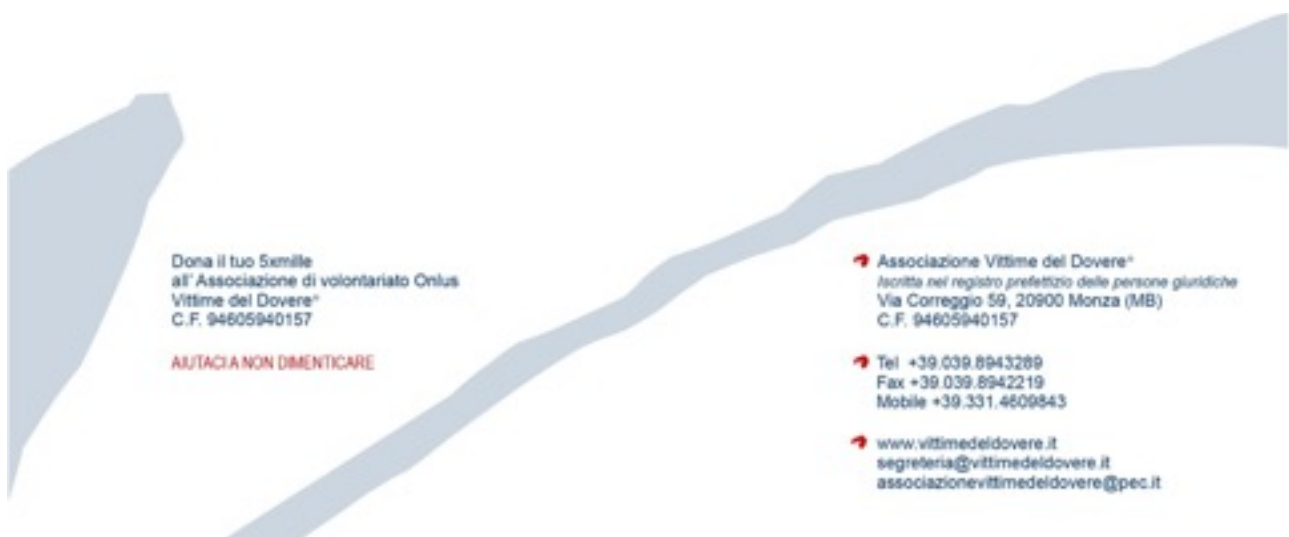 Dona il tuo 5xmille
all'Associazione di volontariato Onlus
Vittime del Dovere®
C.F. 94605940157
AIUTACI A NON DIMENTICARE
Associazione Vittime del Dovere®
Iscritta nel registro prefettizio delle persone giuridiche
Via Correggio 59, 20900 Monza (MB)
C.F. 94605940157
Tel +39.039.8943289
Fax +39.039.8942219
Mobile +39.331.4609843
www.vittimedeldovere.it
segreteria@vittimedeldovere.it
associazionevittimedeldovere@pec.it